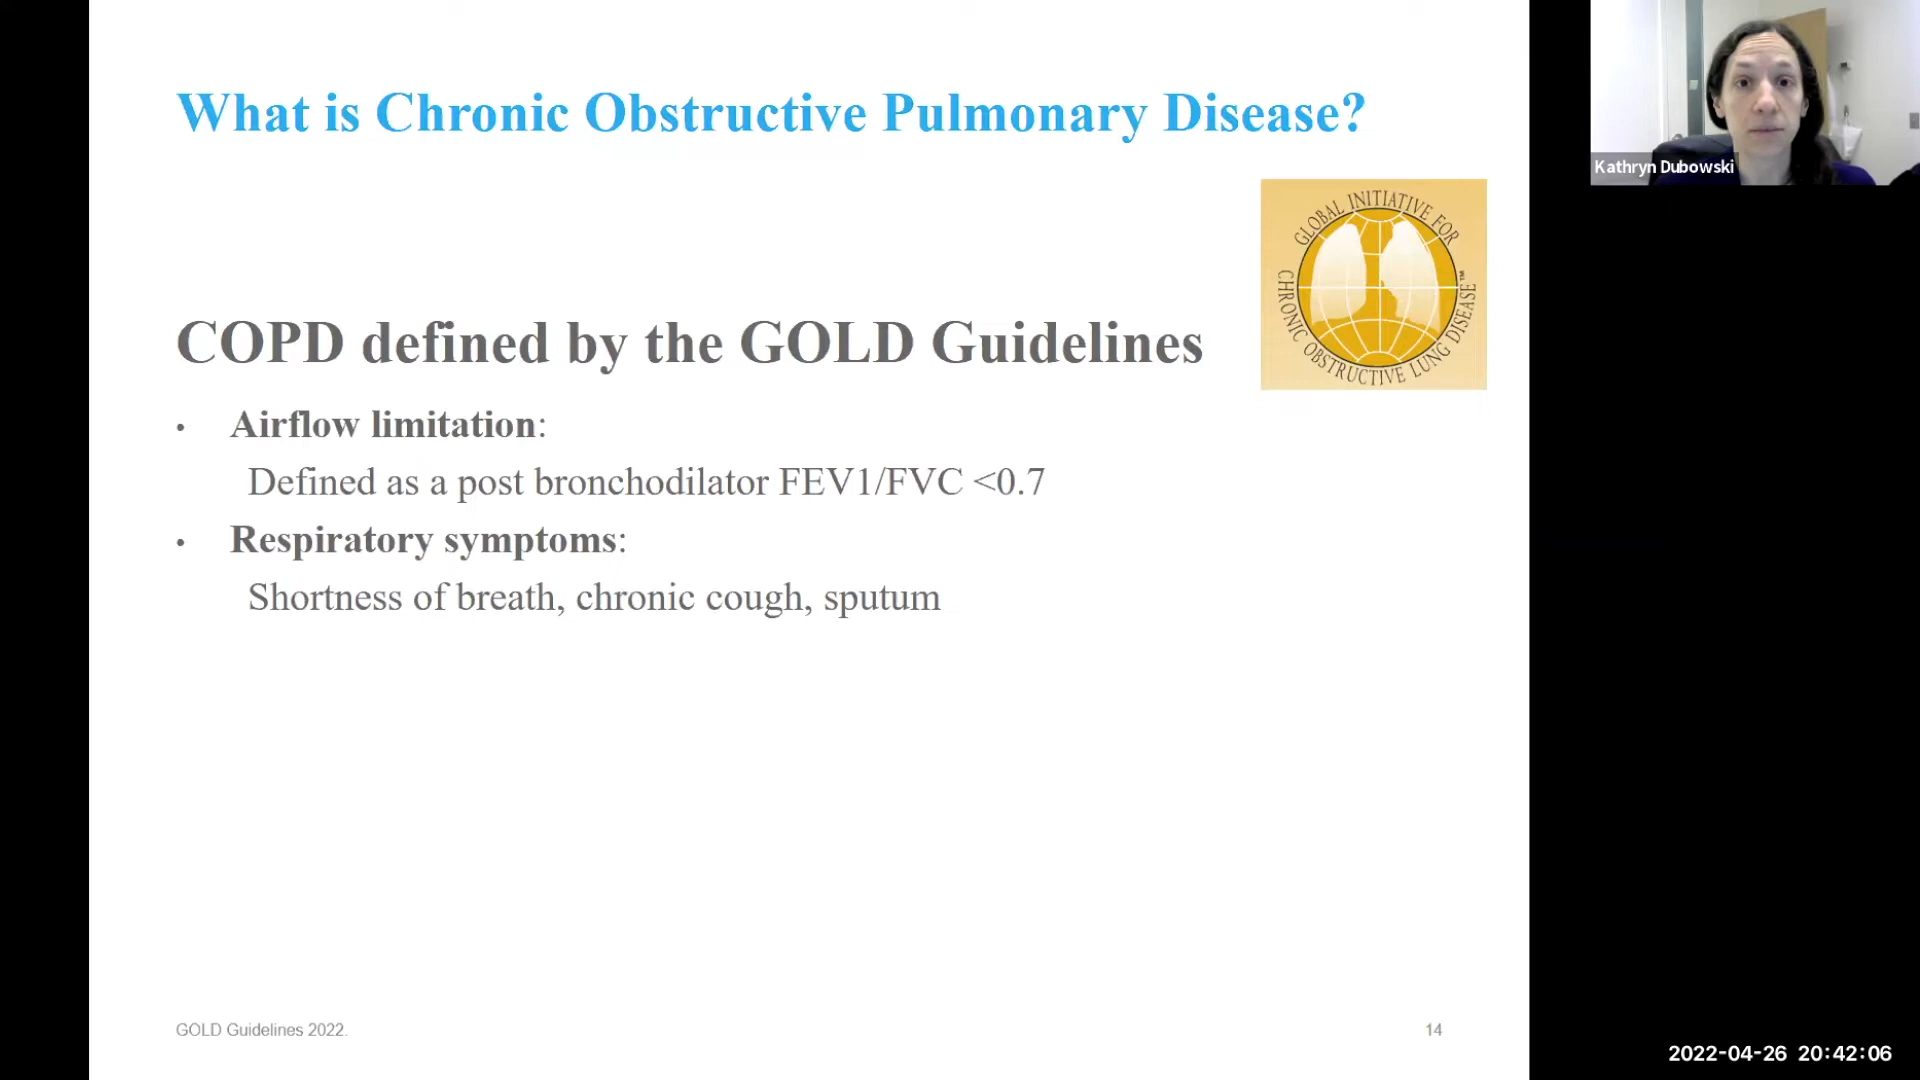 What is Chronic Obstructive Pulmonary Disease?
Kathryn Dubowski
GLOBAL INITIATIVE FOR
CHRONIC OBSTRUCTIVE LUNG DISEASE™
COPD defined by the GOLD Guidelines
• Airflow limitation:
Defined as a post bronchodilator FEV1/FVC <0.7
• Respiratory symptoms:
Shortness of breath, chronic cough, sputum
GOLD Guidelines 2022.
14
2022-04-26 20:42:06